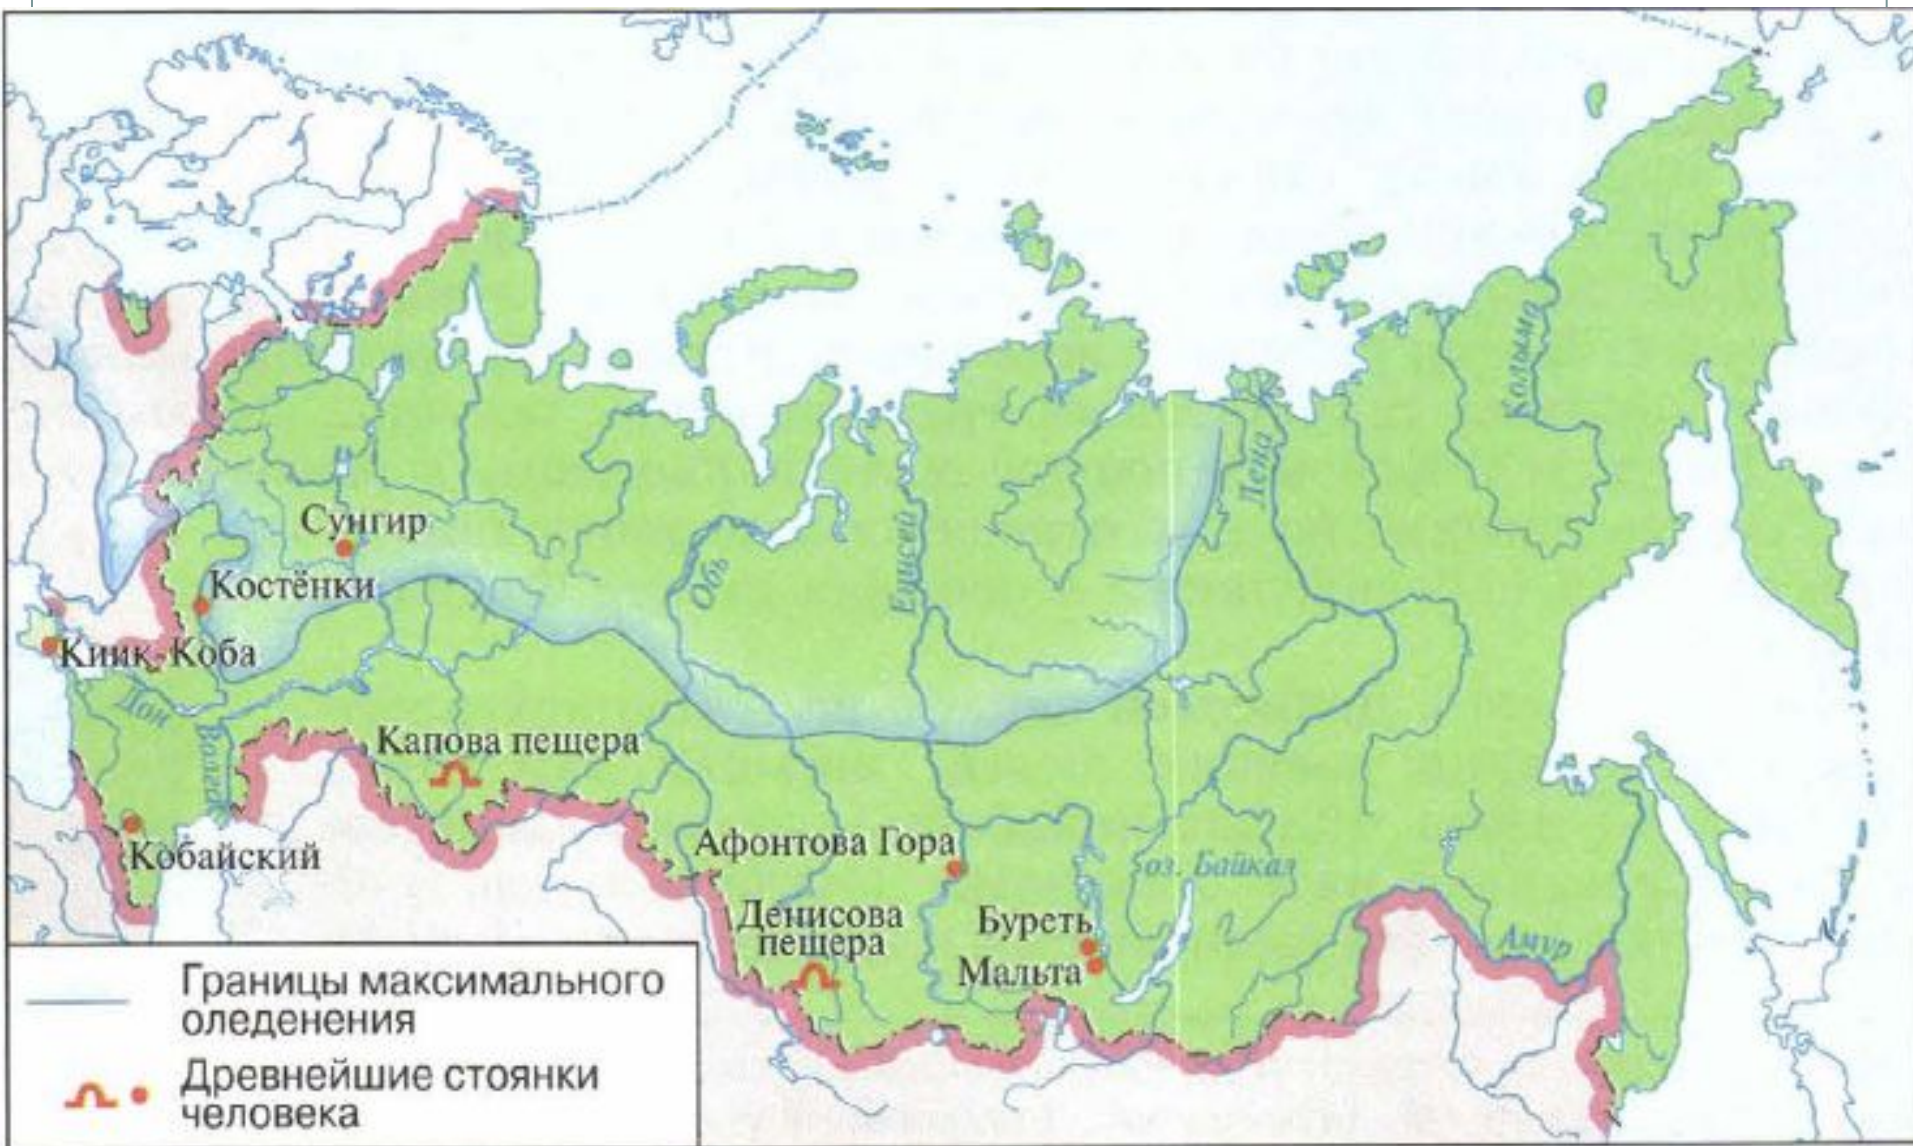 Сунгир
Костёнки
Киик-Коба
Дон
Волга
Капова пещера
Кобайский
Обь
Енисей
Лена
Колыма
Афонтова Гора
Денисова
пещера
Буреть
Мальта
оз. Байкал
Амур
Границы максимального
оледенения
Древнейшие стоянки
человека